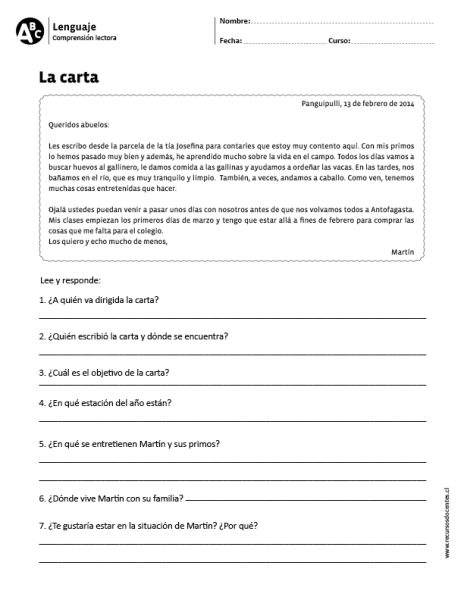 ABC
Lenguaje
Comprensión lectora
Nombre:
Fecha: Curso:
La carta
Panguipulli, 13 de febrero de 2014
Queridos abuelos:
Les escribo desde la parcela de la tía Josefina para contarles que estoy muy contento aquí. Con mis primos
lo hemos pasado muy bien y además, he aprendido mucho sobre la vida en el campo. Todos los días vamos a
buscar huevos al gallinero, le damos comida a las gallinas y ayudamos a ordeñar las vacas. En las tardes, nos
bañamos en el río, que es muy tranquilo y limpio. También, a veces, andamos a caballo. Como ven, tenemos
muchas cosas entretenidas que hacer.
Ojalá ustedes puedan venir a pasar unos días con nosotros antes de que nos volvamos todos a Antofagasta.
Mis clases empiezan los primeros días de marzo y tengo que estar allá a fines de febrero para comprar las
cosas que me falta para el colegio.
Los quiero y echo mucho de menos,
Martín
Lee y responde:
1. ¿A quién va dirigida la carta?
2. ¿Quién escribió la carta y dónde se encuentra?
3. ¿Cuál es el objetivo de la carta?
4. ¿En qué estación del año están?
5. ¿En qué se entretienen Martín y sus primos?
6. ¿Dónde vive Martín con su familia?
7. ¿Te gustaría estar en la situación de Martín? ¿Por qué?
www.recursosdocentes.cl